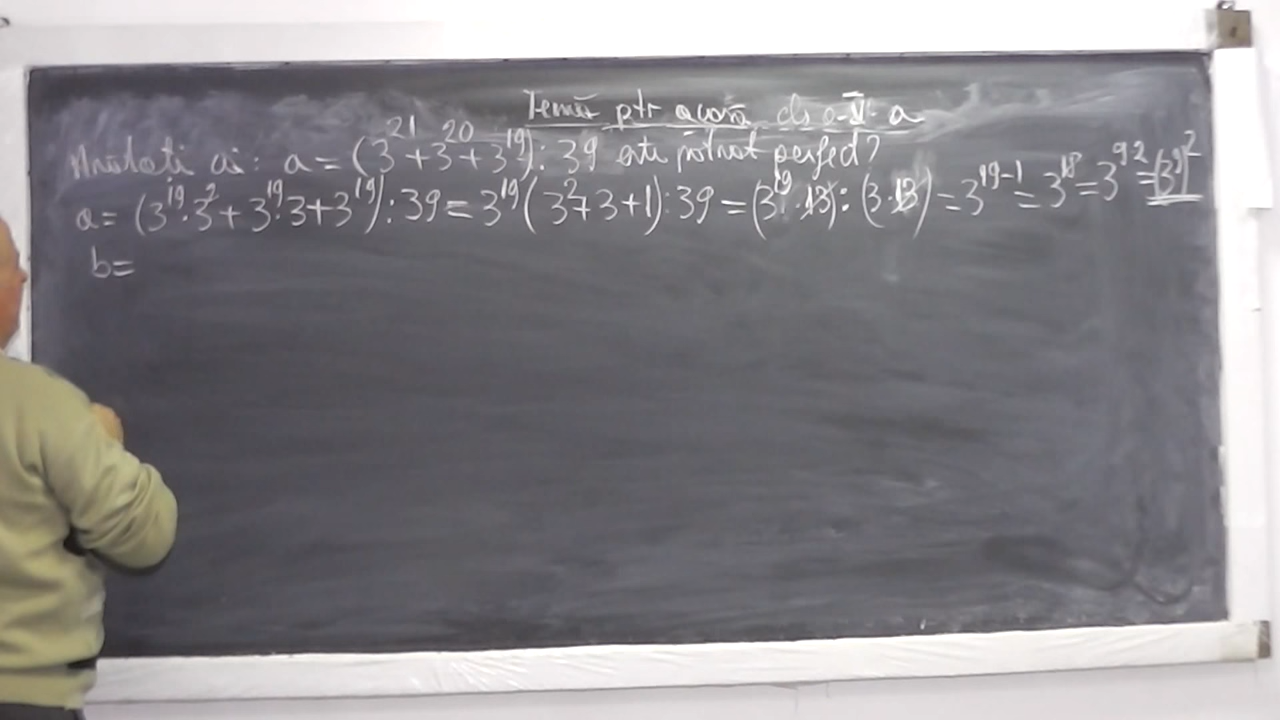 Temă ptr acasă cls a-V-a
Arătați că: a = (3²¹+3²⁰+3¹⁹) : 39 este pătrat perfect?
a = (3¹⁹·3²+3¹⁹·3+3¹⁹) : 39 = 3¹⁹(3²+3+1) : 39 = (3¹⁹·13) : (3·13) = 3¹⁹⁻¹ = 3¹⁸ = 3⁹·² = (3⁹)²
b=